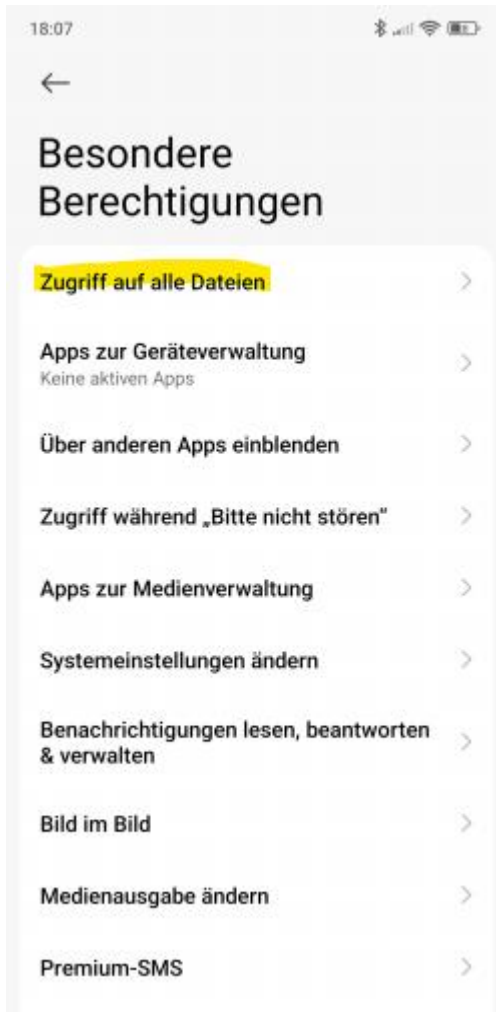 18:07
Besondere
Berechtigungen
Zugriff auf alle Dateien
Apps zur Geräteverwaltung
Keine aktiven Apps
Über anderen Apps einblenden
Zugriff während „Bitte nicht stören“
Apps zur Medienverwaltung
Systemeinstellungen ändern
Benachrichtigungen lesen, beantworten
& verwalten
Bild im Bild
Medienausgabe ändern
Premium-SMS